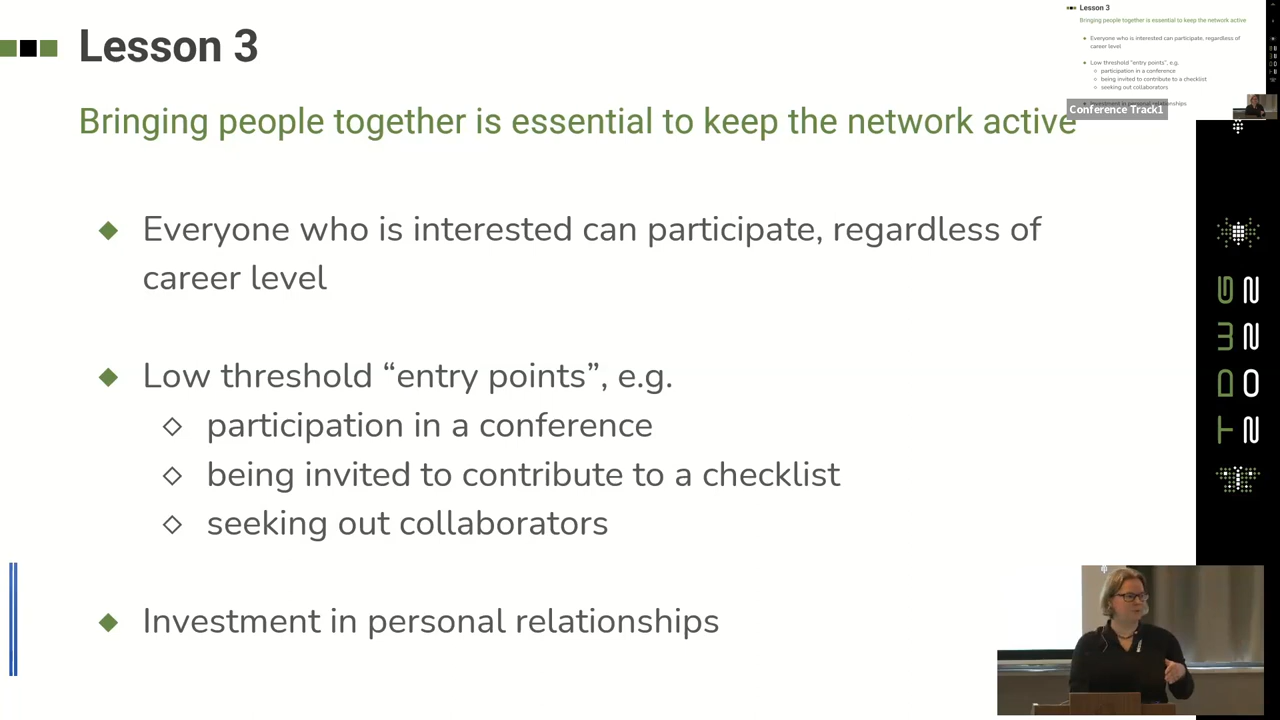 Lesson 3
Bringing people together is essential to keep the network active
Everyone who is interested can participate, regardless of
career level
Low threshold “entry points”, e.g.
participation in a conference
being invited to contribute to a checklist
seeking out collaborators
Investment in personal relationships
Lesson 3
Bringing people together is essential to keep the network active
Everyone who is interested can participate, regardless of
career level
Low threshold “entry points”, e.g.
participation in a conference
being invited to contribute to a checklist
seeking out collaborators
Conference Track1